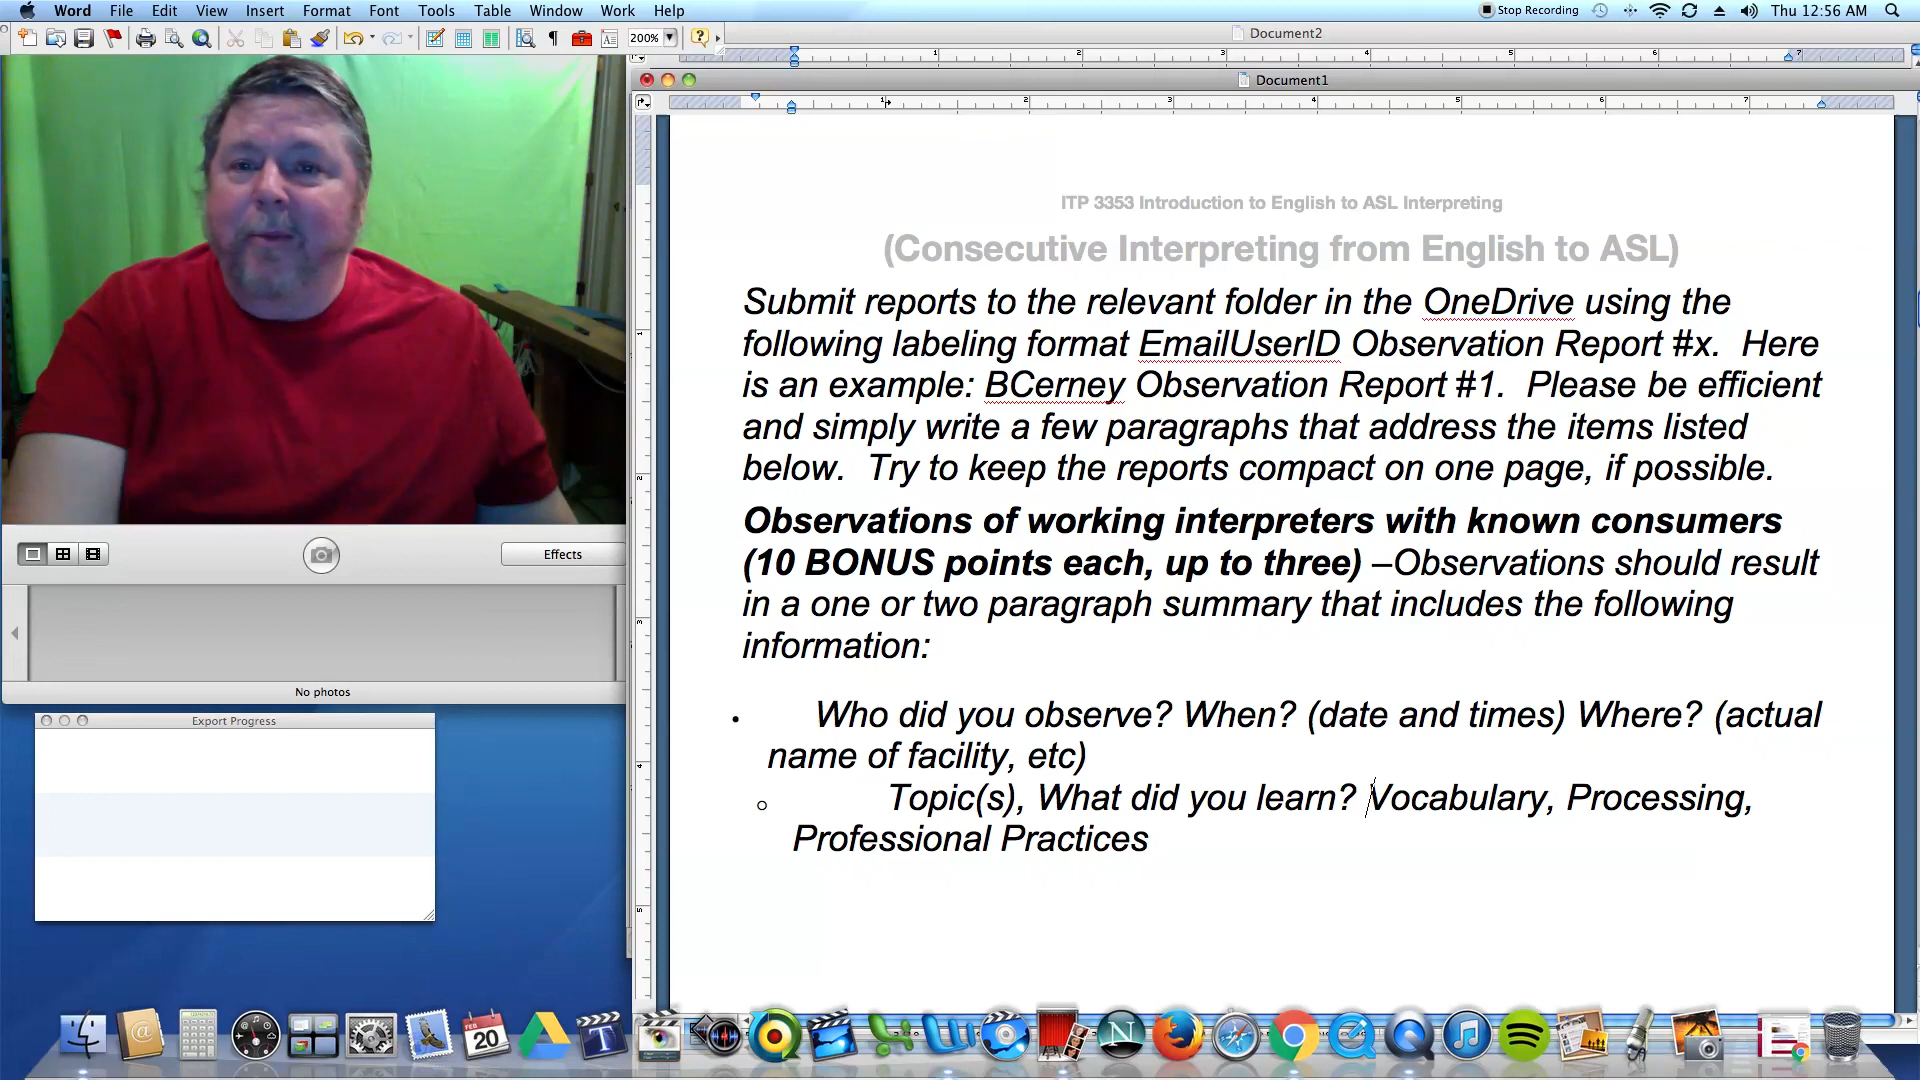 Word File Edit View Insert Format Font Tools Table Window Work Help
Stop Recording Thu 12:56 AM
200%
Document2
Document1
ITP 3353 Introduction to English to ASL Interpreting
(Consecutive Interpreting from English to ASL)
Submit reports to the relevant folder in the OneDrive using the
following labeling format EmailUserID Observation Report #x. Here
is an example: BCerney Observation Report #1. Please be efficient
and simply write a few paragraphs that address the items listed
below. Try to keep the reports compact on one page, if possible.
Observations of working interpreters with known consumers
(10 BONUS points each, up to three) –Observations should result
in a one or two paragraph summary that includes the following
information:
• Who did you observe? When? (date and times) Where? (actual
name of facility, etc)
o Topic(s), What did you learn? Vocabulary, Processing,
Professional Practices
Effects
No photos
Export Progress
FEB
20